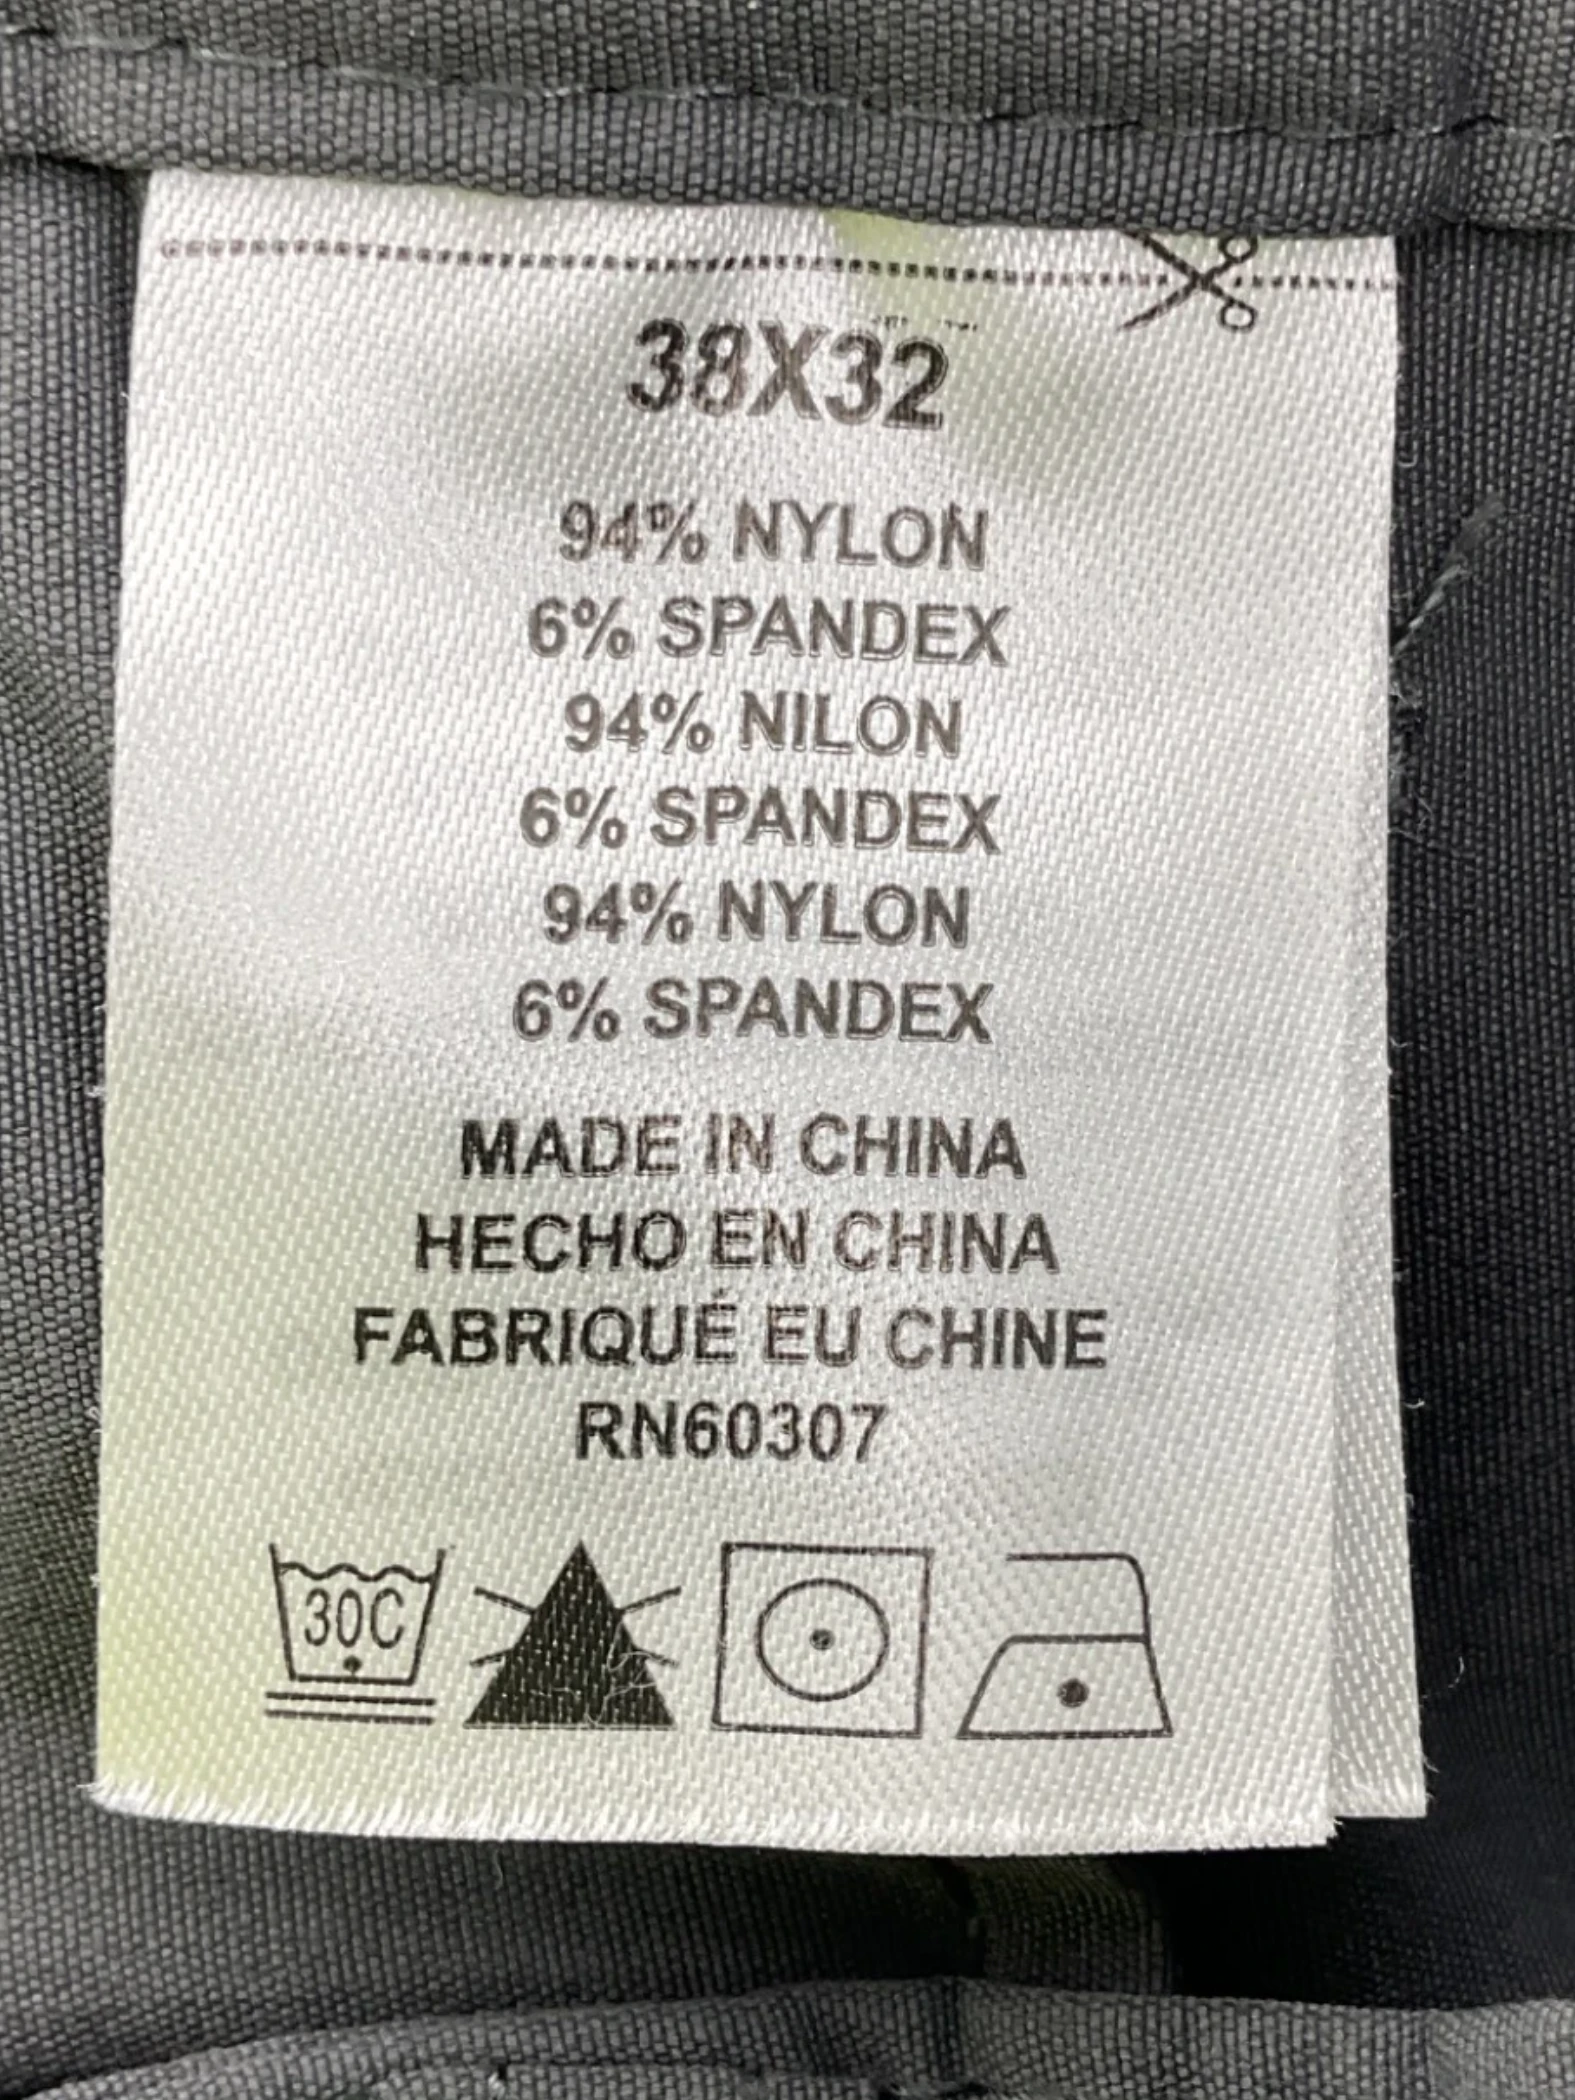 38X32
94% NYLON
6% SPANDEX
94% NILON
6% SPANDEX
94% NYLON
6% SPANDEX
MADE IN CHINA
HECHO EN CHINA
FABRIQUÉ EU CHINE
RN60307
30C